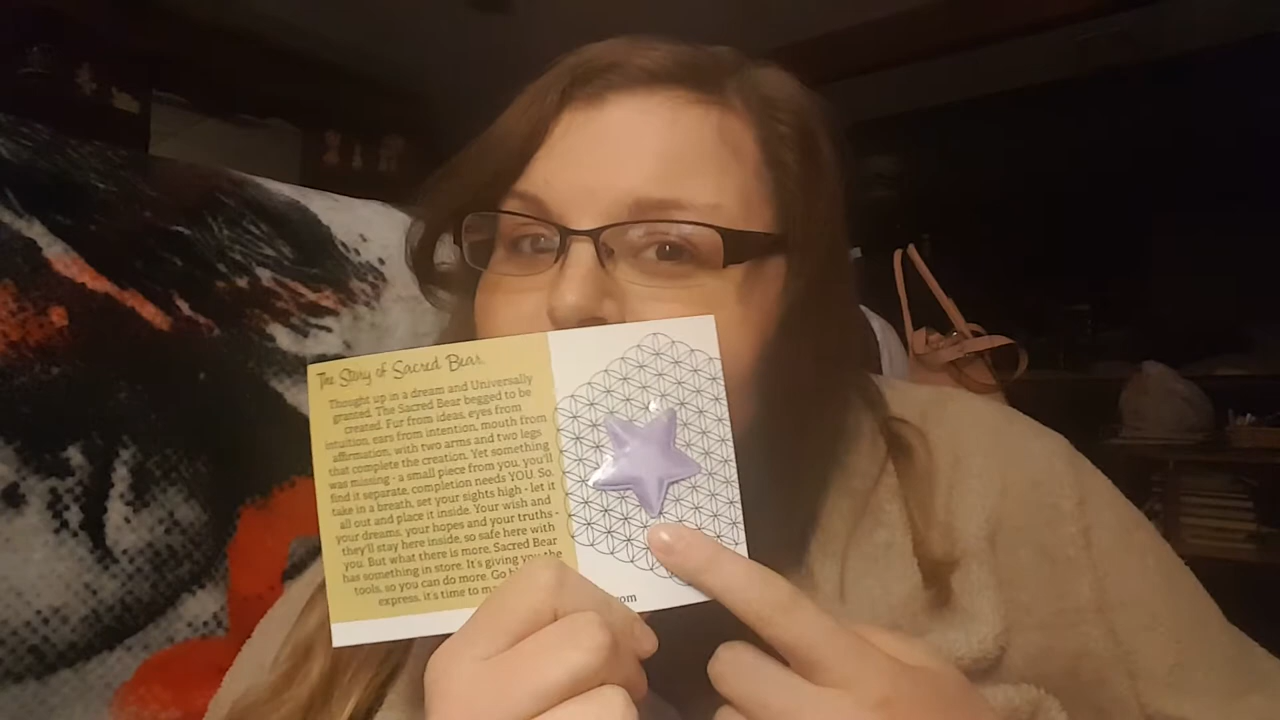 The Story of Sacred Bear
Thought up in a dream and Universally
granted. The Sacred Bear begged to be
created. Fur from ideas, eyes from
intuition, ears from intention, mouth from
affirmation, with two arms and two legs
that complete the creation. Yet something
was missing - a small piece from you, you'll
find it separate, completion needs YOU. So,
take in a breath, set your sights high - let it
all out and place it inside. Your wish and
your dreams, your hopes and your truths -
they'll stay here inside, so safe here with
you. But what there is more, Sacred Bear
has something in store. It's giving you the
tools, so you can do more. Go
express, it's time to